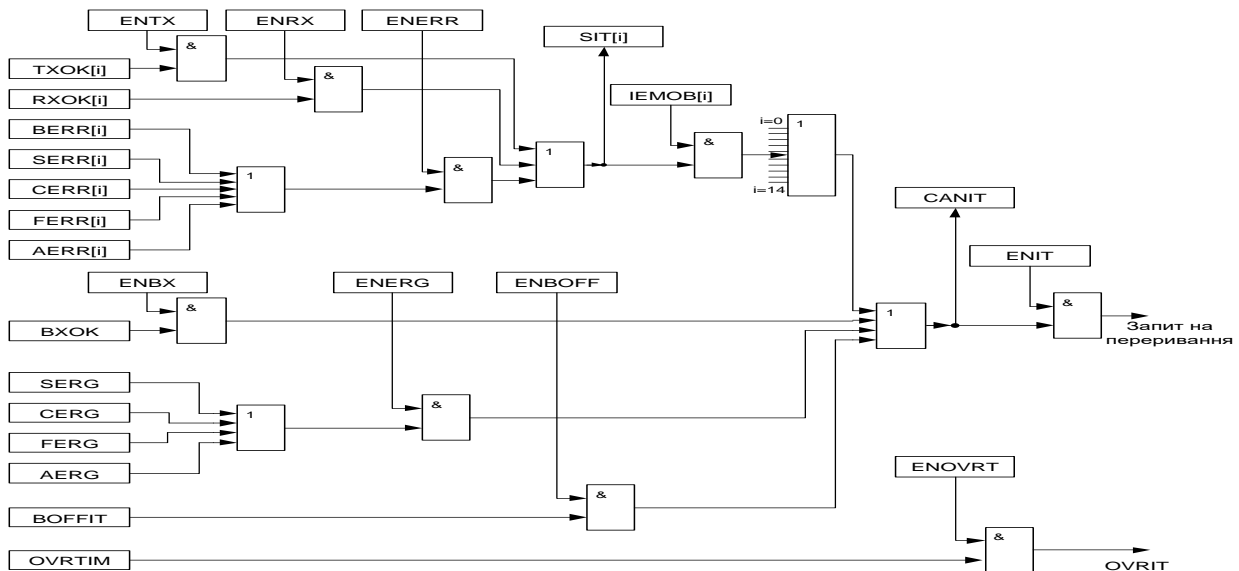 ENTX
ENRX
ENERR
SIT[i]
&
TXOK[i]
&
RXOK[i]
IEMOB[i]
BERR[i]
i=0
1
&
SERR[i]
1
&
1
CERR[i]
i=14
CANIT
FERR[i]
AERR[i]
ENIT
ENBX
ENERG
ENBOFF
&
&
BXOK
1
Запит на
переривання
SERG
&
CERG
1
FERG
AERG
ENOVRT
&
BOFFIT
&
OVRTIM
OVRIT